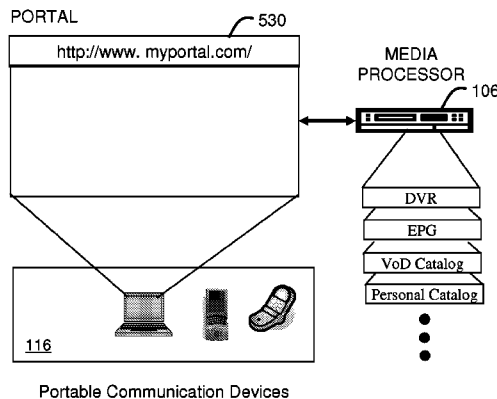 PORTAL
530
http://www. myportal.com/
MEDIA
PROCESSOR
106
DVR
EPG
VoD Catalog
Personal Catalog
116
Portable Communication Devices